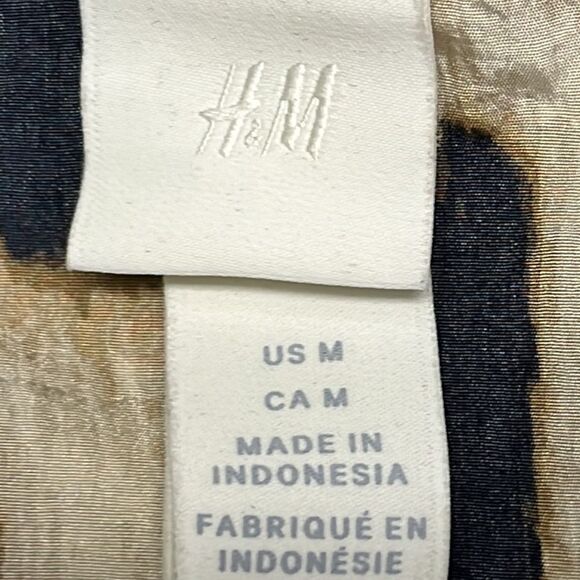 H&M
US M
CA M
MADE IN
INDONESIA
FABRIQUÉ EN
INDONÉSIE